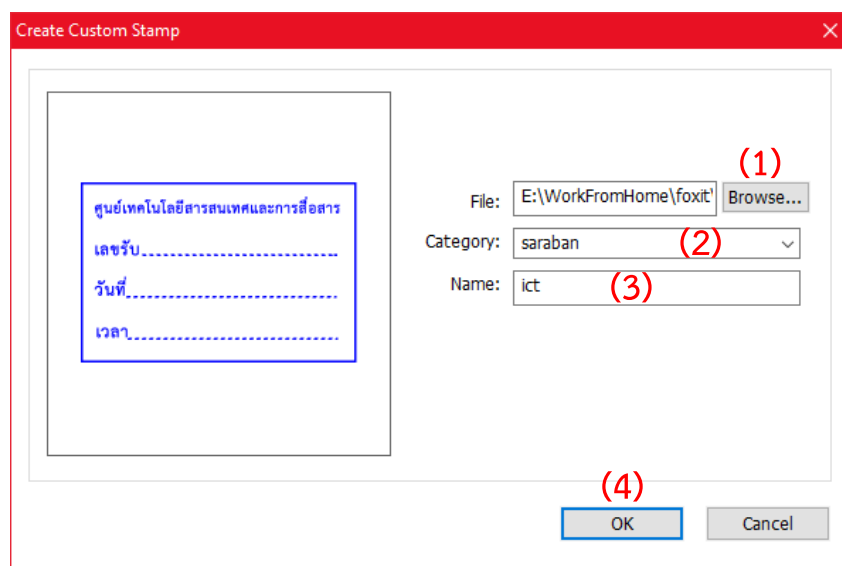 Create Custom Stamp
ศูนย์เทคโนโลยีสารสนเทศและการสื่อสาร
เลขรับ
วันที่
เวลา
(1)
File: E:\WorkFromHome\foxit\ Browse...
Category: saraban (2)
Name: ict (3)
(4)
OK Cancel